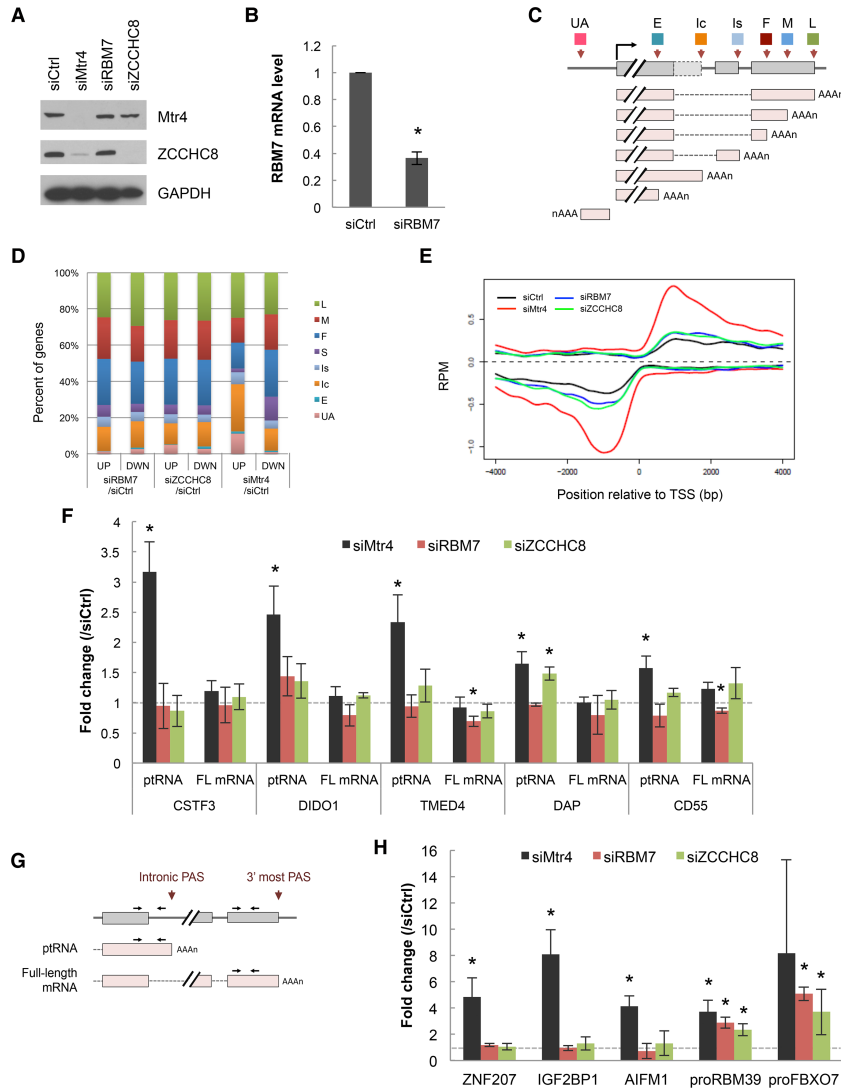 A
siCtrl
siMtr4
siRBM7
siZCCHC8
Mtr4
ZCCHC8
GAPDH
B
RBM7 mRNA level
1.2
1
0.8
0.6
0.4
0.2
0
*
siCtrl siRBM7
C
UA E Ic Is F M L
AAAn
AAAn
AAAn
AAAn
AAAn
AAAn
nAAA
D
Percent of genes
100%
80%
60%
40%
20%
0%
UP DWN UP DWN UP DWN
siRBM7 siZCCHC8 siMtr4
/siCtrl /siCtrl /siCtrl
L
M
F
S
Is
Ic
E
UA
E
siCtrl siRBM7
siMtr4 siZCCHC8
RPM
0.5
0.0
−0.5
−1.0
−4000 −2000 0 2000 4000
Position relative to TSS (bp)
F
siMtr4 siRBM7 siZCCHC8
Fold change (/siCtrl)
4
3.5
3
2.5
2
1.5
1
0.5
0
* * * * * * * *
ptRNA FL mRNA ptRNA FL mRNA ptRNA FL mRNA ptRNA FL mRNA ptRNA FL mRNA
CSTF3 DIDO1 TMED4 DAP CD55
G
Intronic PAS 3' most PAS
ptRNA
AAAn
Full-length
mRNA
AAAn
H
siMtr4 siRBM7 siZCCHC8
Fold change (/siCtrl)
16
14
12
10
8
6
4
2
0
* * * * * * * *
ZNF207 IGF2BP1 AIFM1 proRBM39 proFBXO7